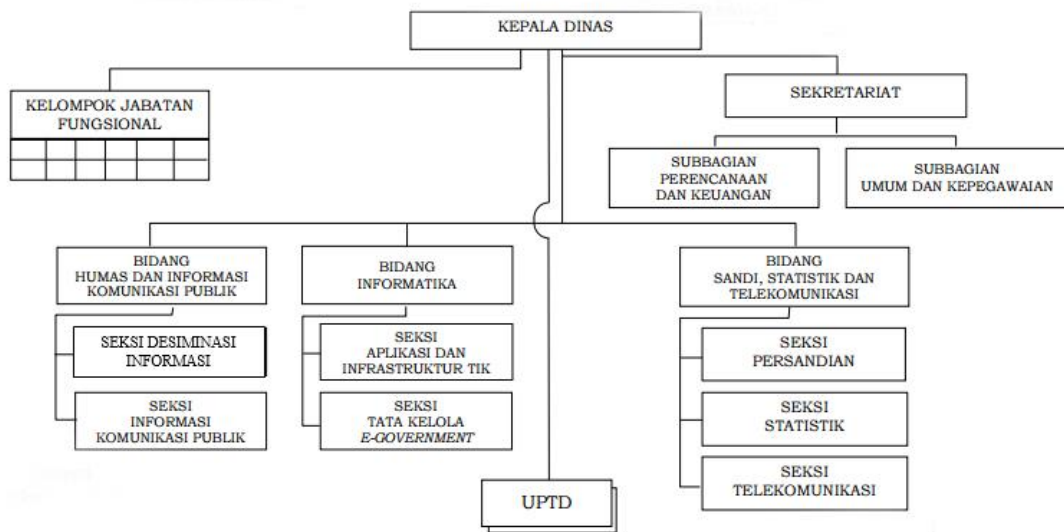 KEPALA DINAS
KELOMPOK JABATAN
FUNGSIONAL
SEKRETARIAT
SUBBAGIAN
PERENCANAAN
DAN KEUANGAN
SUBBAGIAN
UMUM DAN KEPEGAWAIAN
BIDANG
HUMAS DAN INFORMASI
KOMUNIKASI PUBLIK
BIDANG
INFORMATIKA
BIDANG
SANDI, STATISTIK DAN
TELEKOMUNIKASI
SEKSI DESIMINASI
INFORMASI
SEKSI
INFORMASI
KOMUNIKASI PUBLIK
SEKSI
APLIKASI DAN
INFRASTRUKTUR TIK
SEKSI
TATA KELOLA
E-GOVERNMENT
SEKSI
PERSANDIAN
SEKSI
STATISTIK
SEKSI
TELEKOMUNIKASI
UPTD